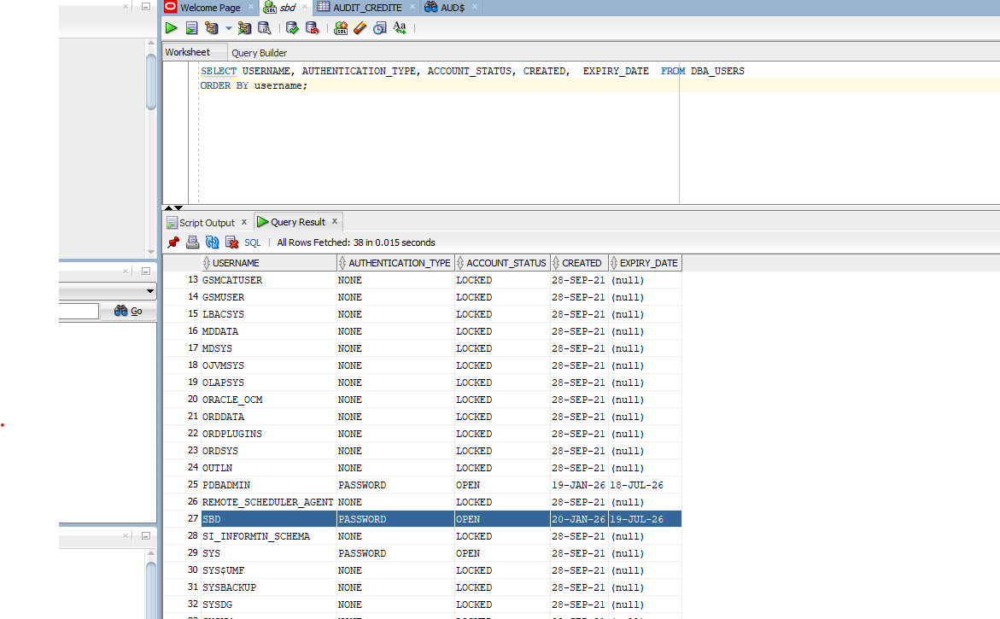 Welcome Page sbd AUDIT_CREDITE AUD$
Worksheet Query Builder
SELECT USERNAME, AUTHENTICATION_TYPE, ACCOUNT_STATUS, CREATED,  EXPIRY_DATE  FROM DBA_USERS
ORDER BY username;
Script Output x Query Result x
SQL | All Rows Fetched: 38 in 0.015 seconds
USERNAME AUTHENTICATION_TYPE ACCOUNT_STATUS CREATED EXPIRY_DATE
13 GSMCATUSER NONE LOCKED 28-SEP-21 (null)
14 GSMUSER NONE LOCKED 28-SEP-21 (null)
15 LBACSYS NONE LOCKED 28-SEP-21 (null)
Go
16 MDDATA NONE LOCKED 28-SEP-21 (null)
17 MDSYS NONE LOCKED 28-SEP-21 (null)
18 OJVMSYS NONE LOCKED 28-SEP-21 (null)
19 OLAPSYS NONE LOCKED 28-SEP-21 (null)
20 ORACLE_OCM NONE LOCKED 28-SEP-21 (null)
21 ORDDATA NONE LOCKED 28-SEP-21 (null)
22 ORDPLUGINS NONE LOCKED 28-SEP-21 (null)
23 ORDSYS NONE LOCKED 28-SEP-21 (null)
24 OUTLN NONE LOCKED 28-SEP-21 (null)
25 PDBADMIN PASSWORD OPEN 19-JAN-26 18-JUL-26
26 REMOTE_SCHEDULER_AGENT NONE LOCKED 28-SEP-21 (null)
27 SBD PASSWORD OPEN 20-JAN-26 19-JUL-26
28 SI_INFORMTN_SCHEMA NONE LOCKED 28-SEP-21 (null)
29 SYS PASSWORD OPEN 28-SEP-21 (null)
30 SYS$UMF NONE LOCKED 28-SEP-21 (null)
31 SYSBACKUP NONE LOCKED 28-SEP-21 (null)
32 SYSDG NONE LOCKED 28-SEP-21 (null)